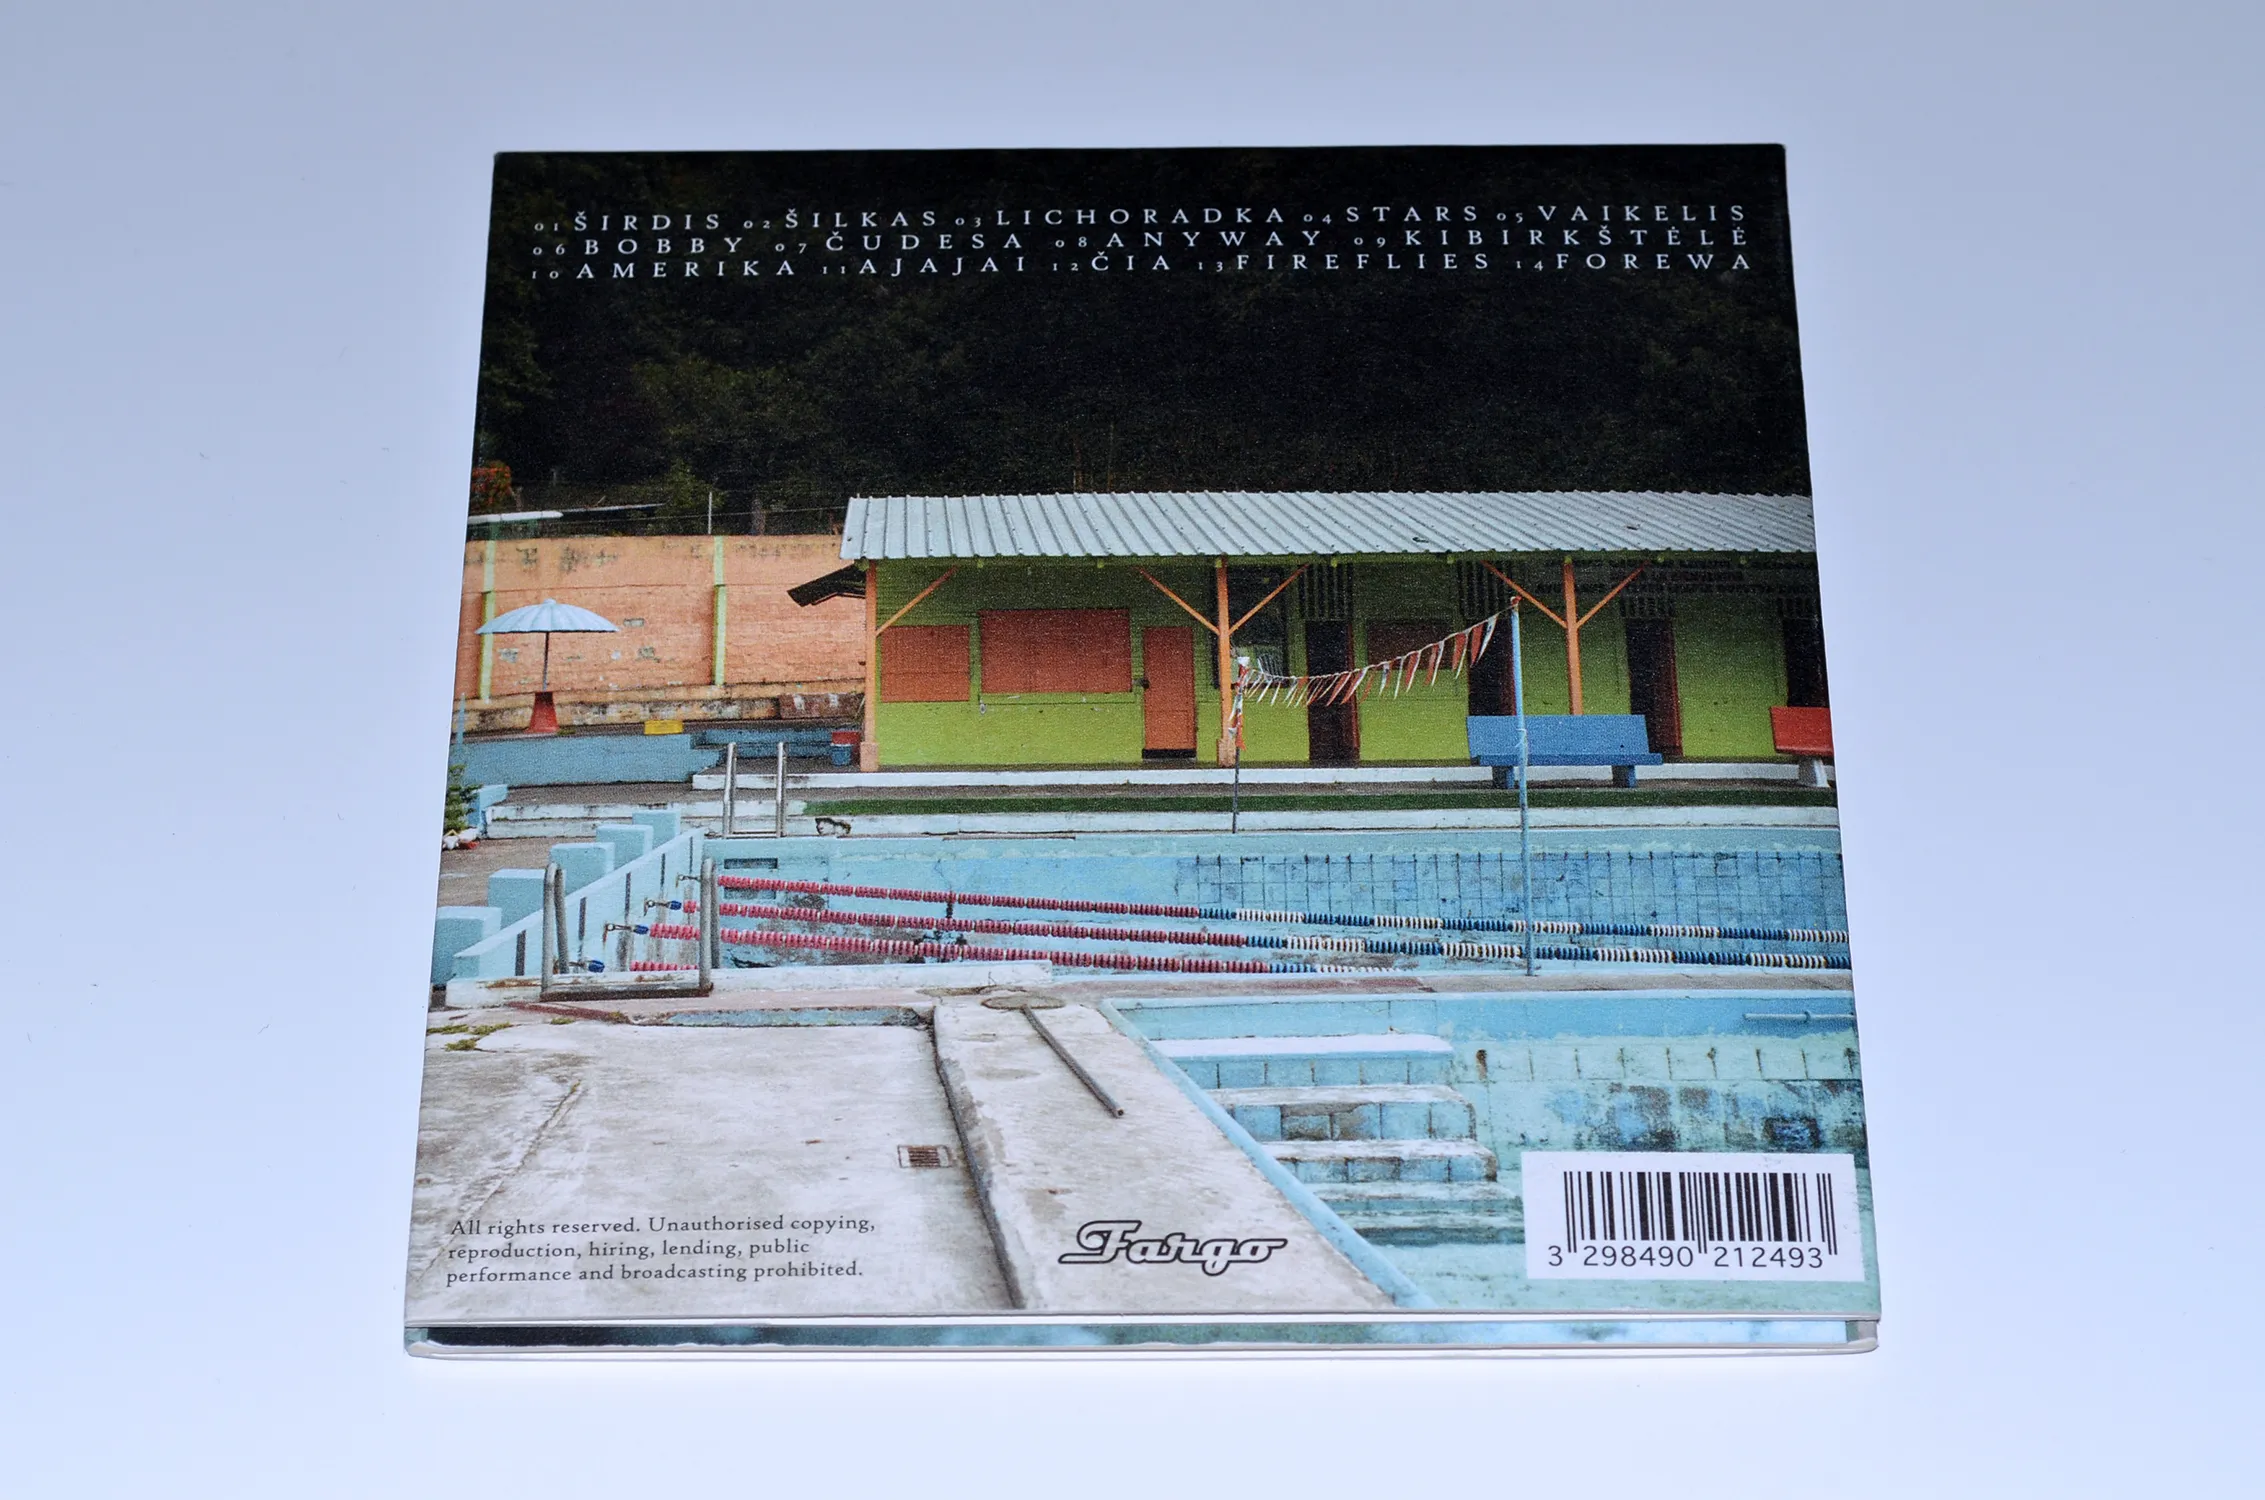 01 ŠIRDIS 02 ŠILKAS 03 LICHORADKA 04 STARS 05 VAIKELIS
06 BOBBY 07 ČUDESA 08 ANYWAY 09 KIBIRKŠTĖLĖ
10 AMERIKA 11 AJAJAI 12 ČIA 13 FIREFLIES 14 FOREWA
All rights reserved. Unauthorised copying,
reproduction, hiring, lending, public
performance and broadcasting prohibited.
Fargo
3 298490 212493